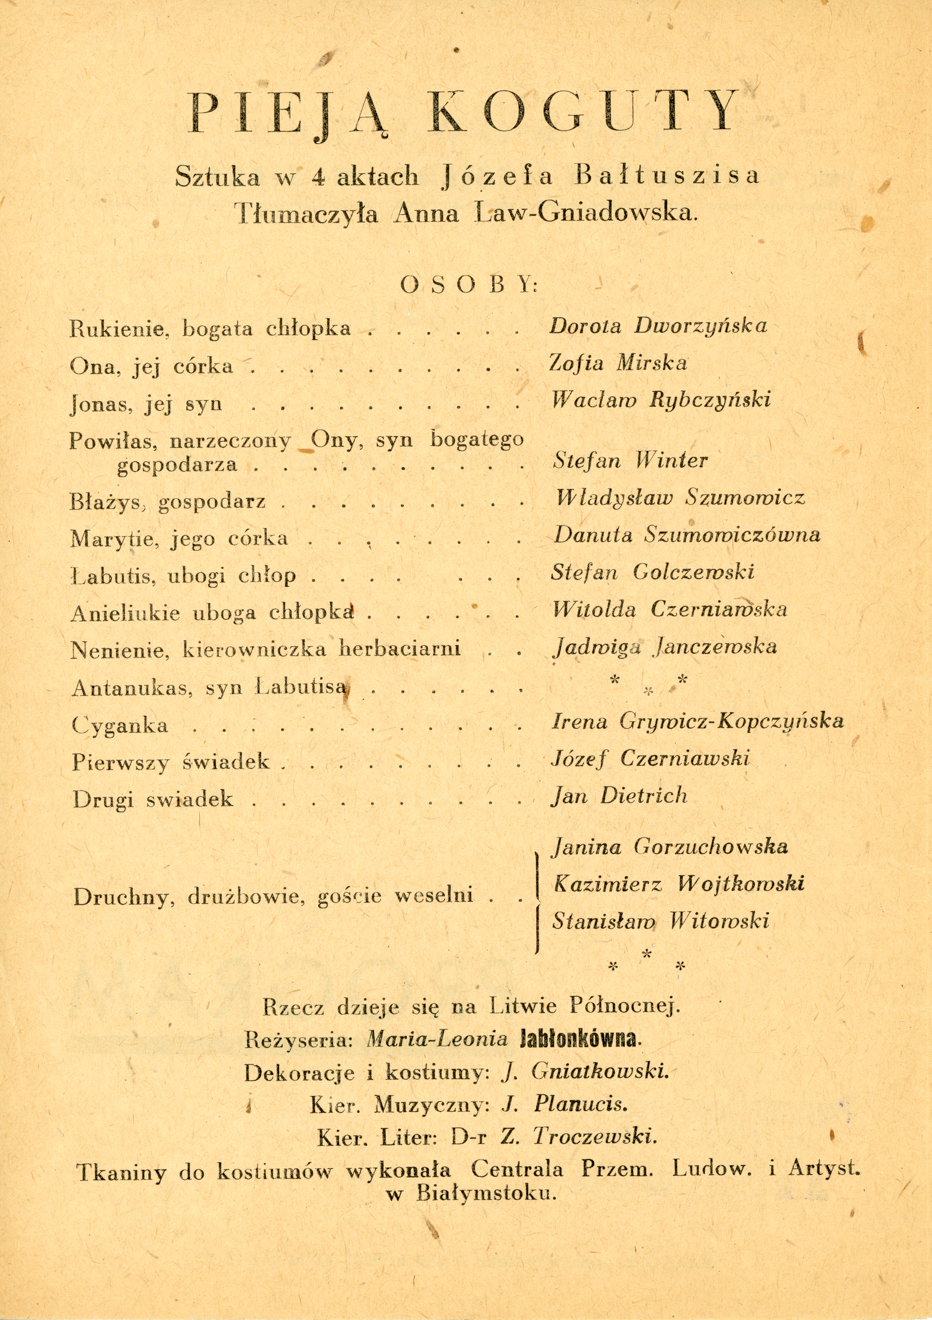 PIEJĄ KOGUTY
Sztuka w 4 aktach Józefa Bałtuszisa
Tłumaczyła Anna Law-Gniadowska.
OSOBY:
Rukienie, bogata chłopka . . . . . . Dorota Dworzyńska
Ona, jej córka . . . . . . . . . . Zofia Mirska
Jonas, jej syn . . . . . . . . . . Wacław Rybczyński
Powiłas, narzeczony Ony, syn bogatego
gospodarza . . . . . . . . . . Stefan Winter
Błażys, gospodarz . . . . . . . . . Władysław Szumowicz
Marytie, jego córka . . . . . . . . Danuta Szumowiczówna
Łabutis, ubogi chłop . . . . . . . Stefan Golczewski
Anieliukie uboga chłopka . . . . . . Witolda Czerniawska
Nenienie, kierowniczka herbaciarni . . Jadwiga Janczewska
Antanukas, syn Łabutisa . . . . . . * * *
Cyganka . . . . . . . . . . . . Irena Grywicz-Kopczyńska
Pierwszy świadek . . . . . . . . . Józef Czerniawski
Drugi swiadek . . . . . . . . . . Jan Dietrich
Janina Gorzuchowska
Kazimierz Wojtkowski
Druchny, drużbowie, goście weselni . .
Stanisław Witowski
* * *
Rzecz dzieje się na Litwie Północnej.
Reżyseria: Maria-Leonia Jabłonkówna.
Dekoracje i kostiumy: J. Gniatkowski.
Kier. Muzyczny: J. Planucis.
Kier. Liter: D-r Z. Troczewski.
Tkaniny do kostiumów wykonała Centrala Przem. Ludow. i Artyst.
w Białymstoku.